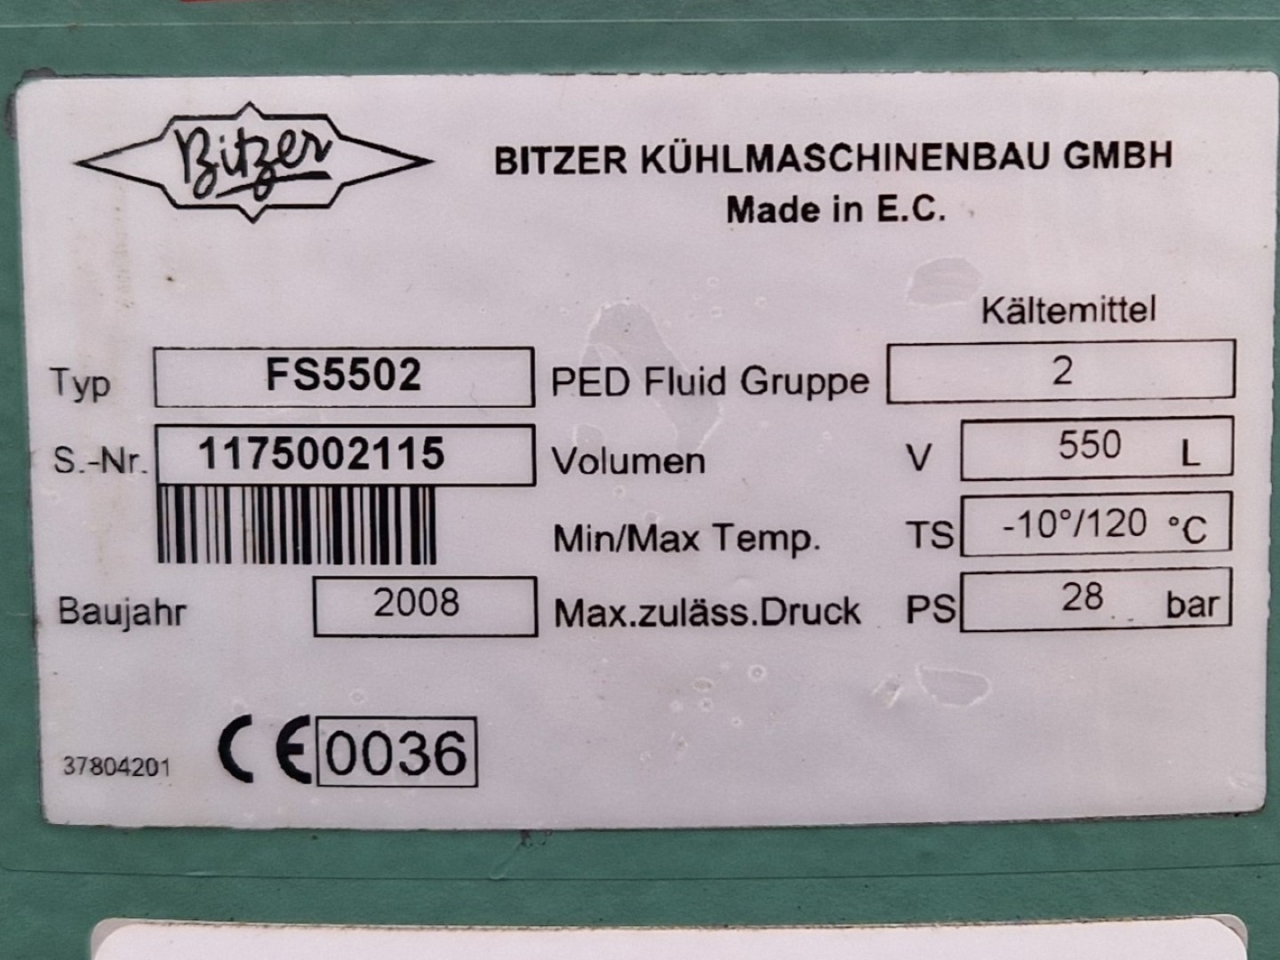 Bitzer
BITZER KÜHLMASCHINENBAU GMBH
Made in E.C.
Kältemittel
Typ FS5502 PED Fluid Gruppe 2
S.-Nr. 1175002115 Volumen V 550 L
Min/Max Temp. TS -10°/120 °C
Baujahr 2008 Max.zuläss.Druck PS 28 bar
37804201 CE 0036